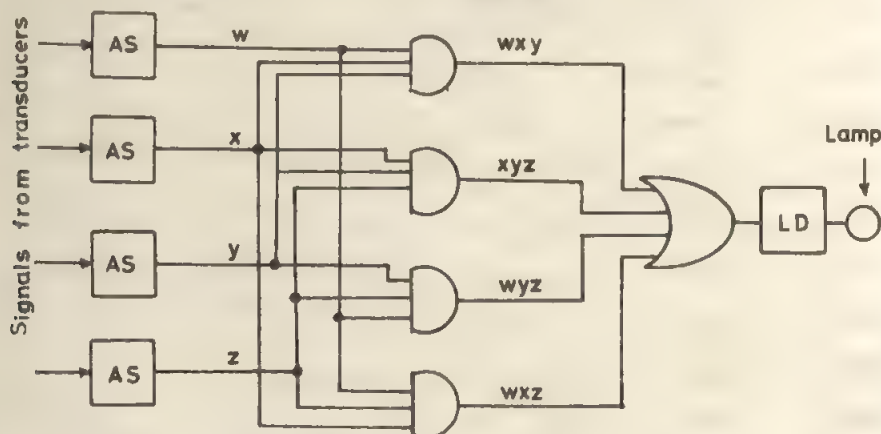 Signals from transducers
AS
w
wxy
AS
x
xyz
Lamp
LD
AS
y
wyz
AS
z
wxz